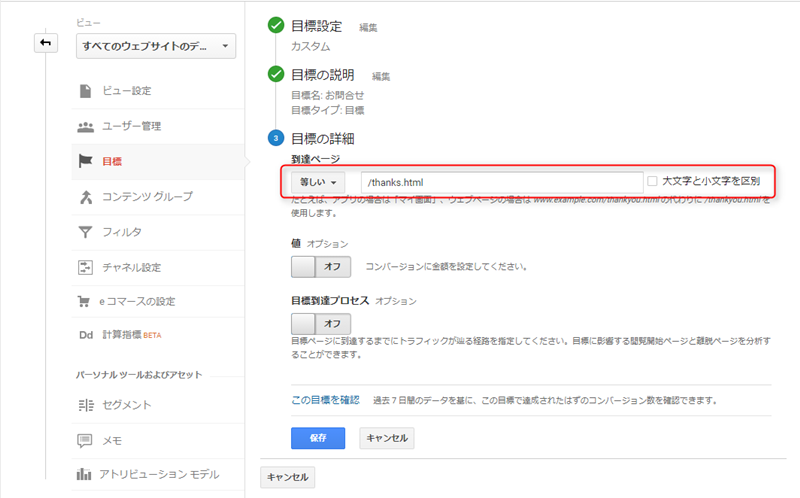 ビュー
すべてのウェブサイトのデ...
ビュー設定
ユーザー管理
目標
コンテンツ グループ
フィルタ
チャネル設定
e コマースの設定
Dd 計算指標 BETA
パーソナル ツールおよびアセット
セグメント
メモ
アトリビューション モデル
目標設定 編集
カスタム
目標の説明 編集
目標名: お問合せ
目標タイプ: 目標
3 目標の詳細
到達ページ
等しい /thanks.html 大文字と小文字を区別
たとえば、アプリの場合は「マイ画面」、ウェブページの場合は www.example.com/thankyou.html の代わりに /thankyou.html を
使用します。
値 オプション
オフ コンバージョンに金額を設定してください。
目標到達プロセス オプション
オフ
目標ページに到達するまでにトラフィックが辿る経路を指定してください。目標に影響する閲覧開始ページと離脱ページを分析す
ることができます。
この目標を確認 過去 7 日間のデータを基に、この目標で達成されたはずのコンバージョン数を確認できます。
保存 キャンセル
キャンセル